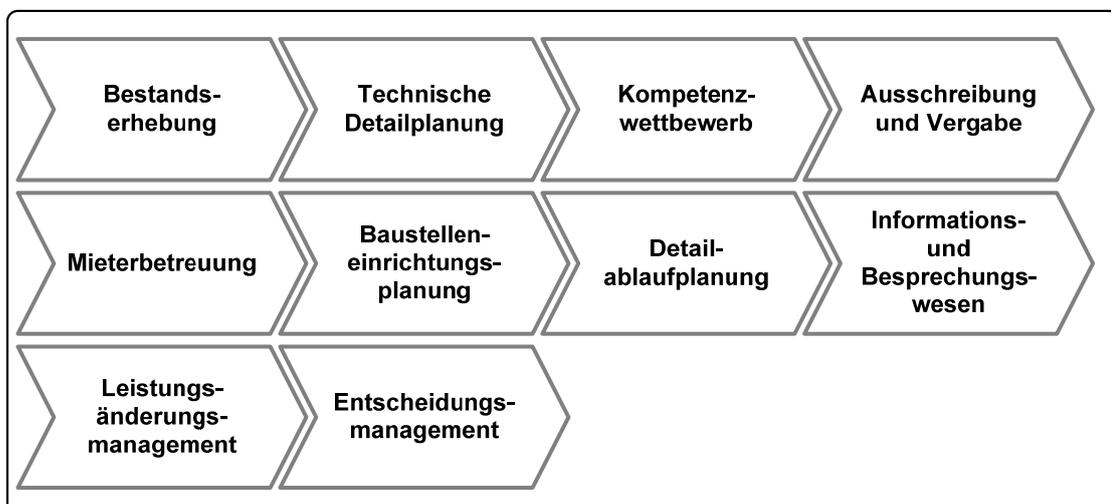 Bestands-
erhebung
Technische
Detailplanung
Kompetenz-
wettbewerb
Ausschreibung
und Vergabe
Mieterbetreuung
Baustellen-
einrichtungs-
planung
Detail-
ablaufplanung
Informations-
und
Besprechungs-
wesen
Leistungs-
änderungs-
management
Entscheidungs-
management